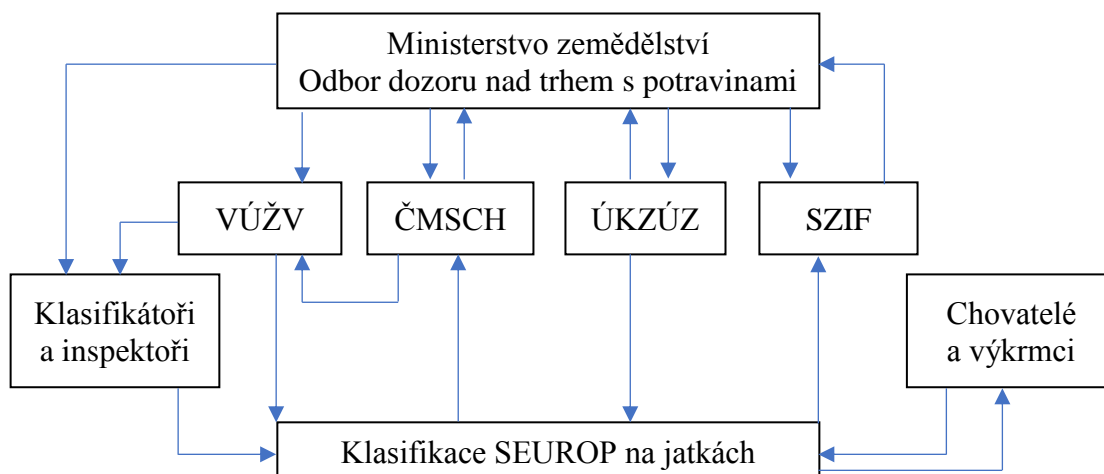 Ministerstvo zemědělství
Odbor dozoru nad trhem s potravinami
VÚŽV
ČMSCH
ÚKZÚZ
SZIF
Klasifikátoři
a inspektoři
Chovatelé
a výkrmci
Klasifikace SEUROP na jatkách